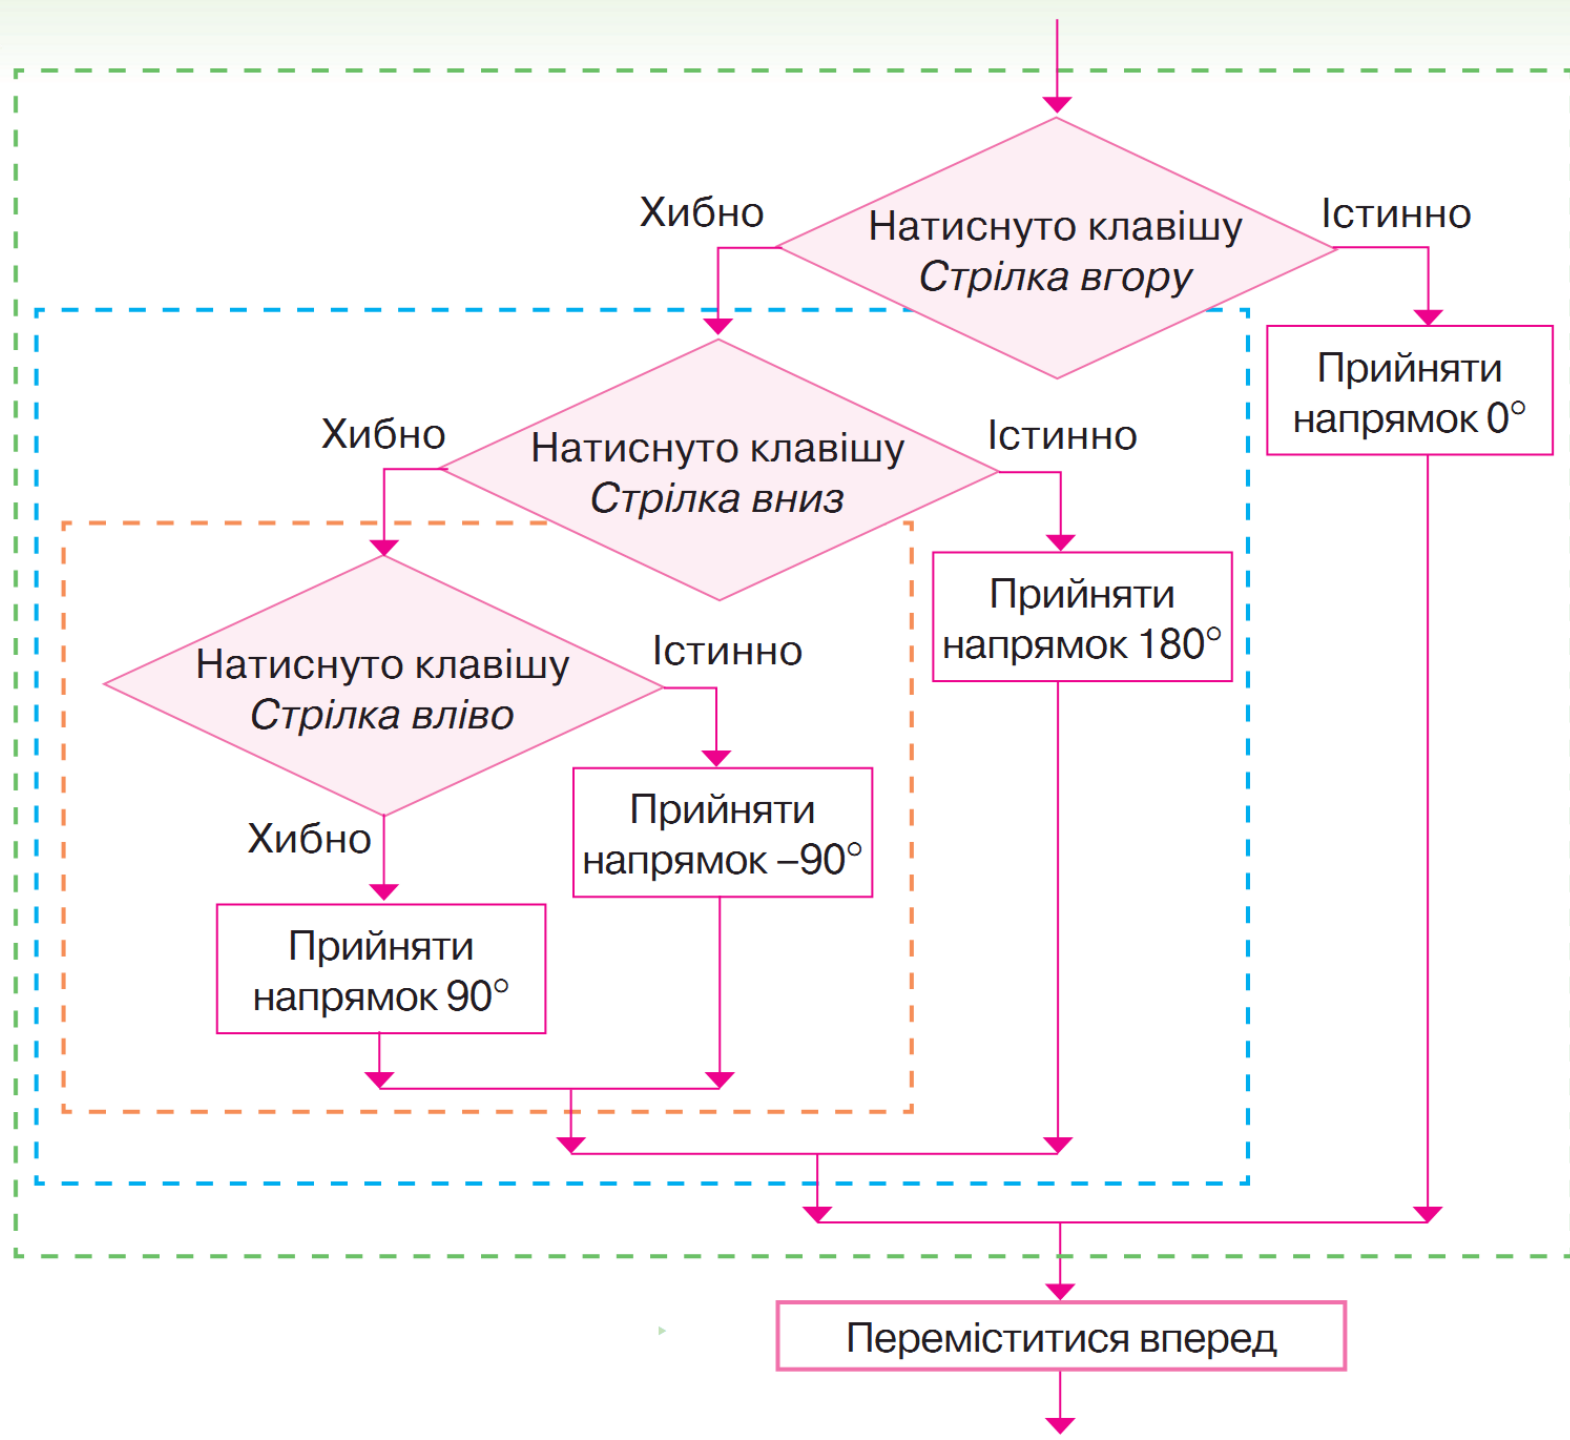 Хибно
Натиснуто клавішу
Стрілка вгору
Істинно
Прийняти
напрямок 0°
Хибно
Натиснуто клавішу
Стрілка вниз
Істинно
Прийняти
напрямок 180°
Натиснуто клавішу
Стрілка вліво
Істинно
Прийняти
напрямок –90°
Хибно
Прийняти
напрямок 90°
Переміститися вперед